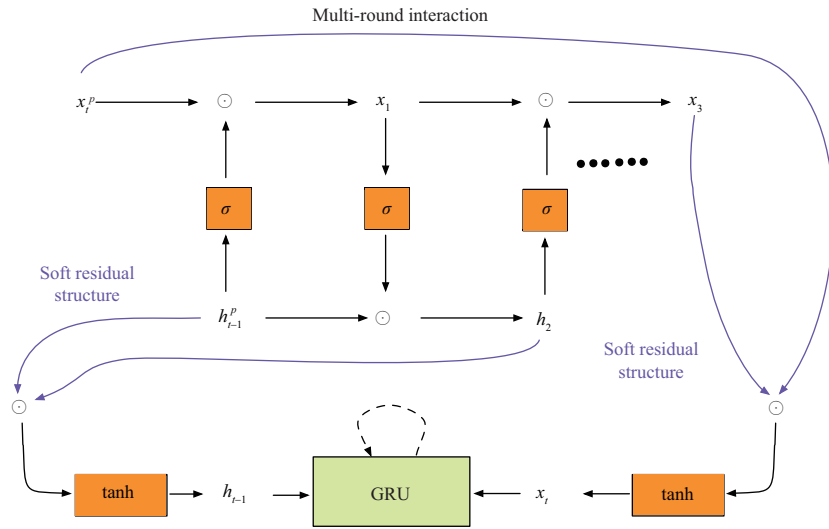 Multi-round interaction
x_t^p ⊙ x_1 ⊙ x_3
σ σ σ
Soft residual
structure
h_{t−1}^p ⊙ h_2
Soft residual
structure
⊙ ⊙
tanh h_{t−1} GRU x_t tanh